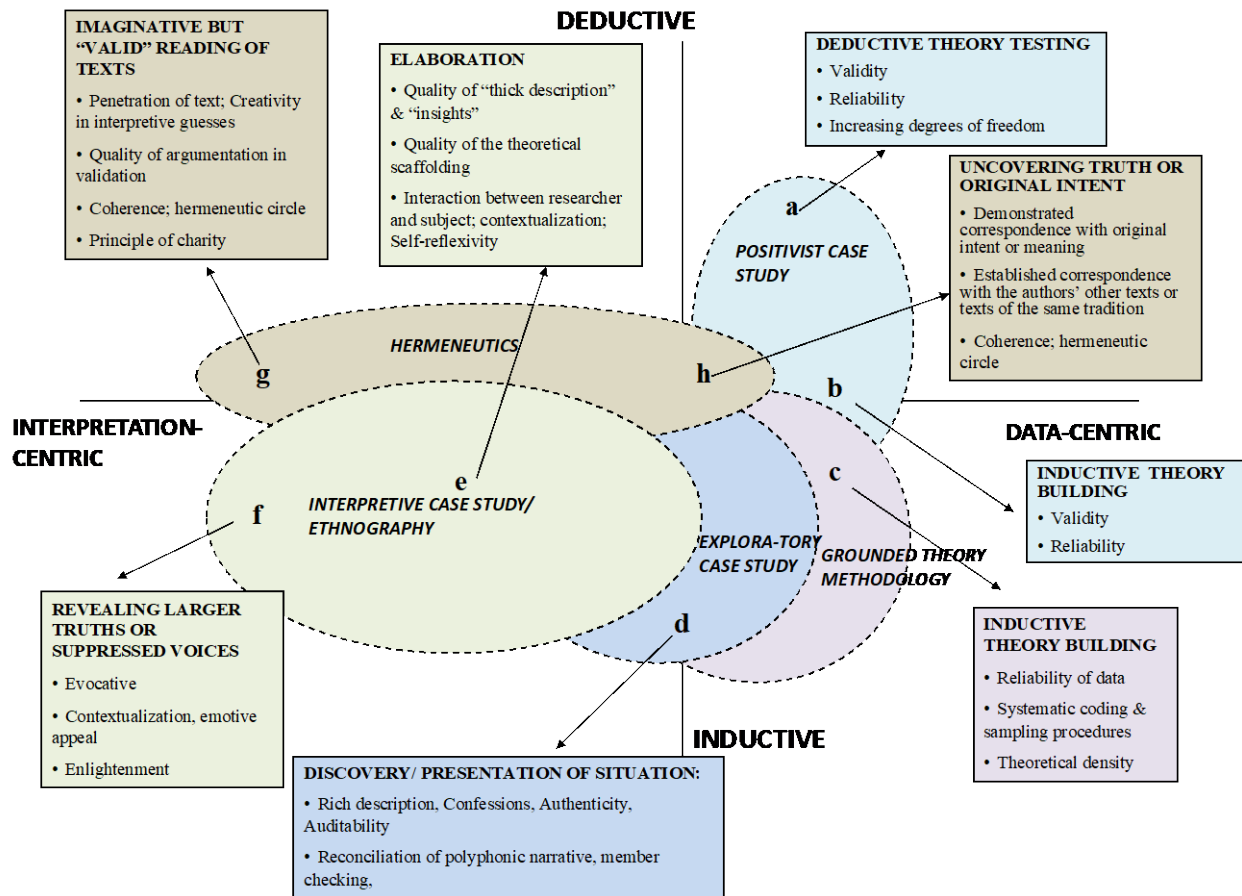 DEDUCTIVE
IMAGINATIVE BUT
“VALID” READING OF
TEXTS
• Penetration of text; Creativity
in interpretive guesses
• Quality of argumentation in
validation
• Coherence; hermeneutic circle
• Principle of charity
ELABORATION
• Quality of “thick description”
& “insights”
• Quality of the theoretical
scaffolding
• Interaction between researcher
and subject; contextualization;
Self-reflexivity
DEDUCTIVE THEORY TESTING
• Validity
• Reliability
• Increasing degrees of freedom
UNCOVERING TRUTH OR
ORIGINAL INTENT
• Demonstrated
correspondence with original
intent or meaning
• Established correspondence
with the authors’ other texts or
texts of the same tradition
• Coherence; hermeneutic
circle
a
POSITIVIST CASE
STUDY
HERMENEUTICS
g
h
b
INTERPRETATION-
CENTRIC
DATA-CENTRIC
e
c
f
INTERPRETIVE CASE STUDY/
ETHNOGRAPHY
EXPLORA-TORY
CASE STUDY
GROUNDED THEORY
METHODOLOGY
d
INDUCTIVE THEORY
BUILDING
• Validity
• Reliability
REVEALING LARGER
TRUTHS OR
SUPPRESSED VOICES
• Evocative
• Contextualization, emotive
appeal
• Enlightenment
INDUCTIVE
THEORY BUILDING
• Reliability of data
• Systematic coding &
sampling procedures
• Theoretical density
INDUCTIVE
DISCOVERY/ PRESENTATION OF SITUATION:
• Rich description, Confessions, Authenticity,
Auditability
• Reconciliation of polyphonic narrative, member
checking,